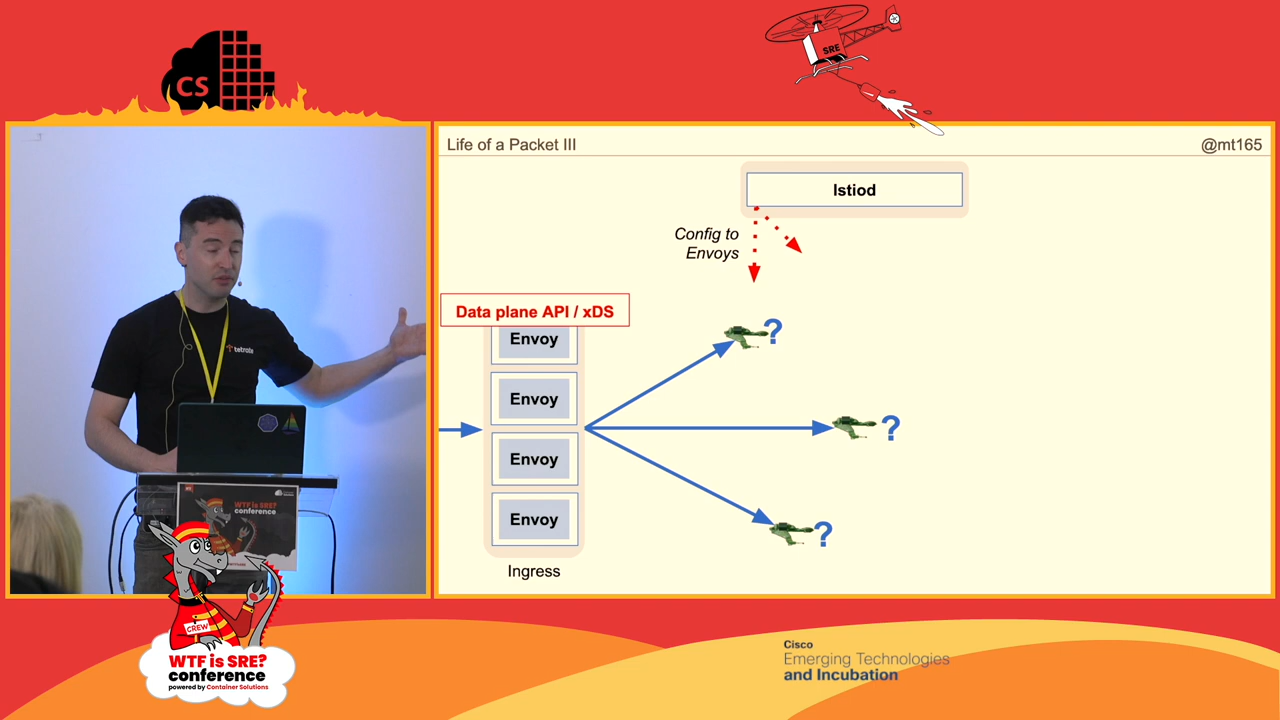 CS
SRE
Life of a Packet III
@mt165
Istiod
Config to
Envoys
Data plane API / xDS
Envoy
Envoy
Envoy
Envoy
Ingress
?
?
?
tetrate
WTF is SRE?
conference
CREW
WTF is SRE?
conference
powered by Container Solutions
Cisco
Emerging Technologies
and Incubation